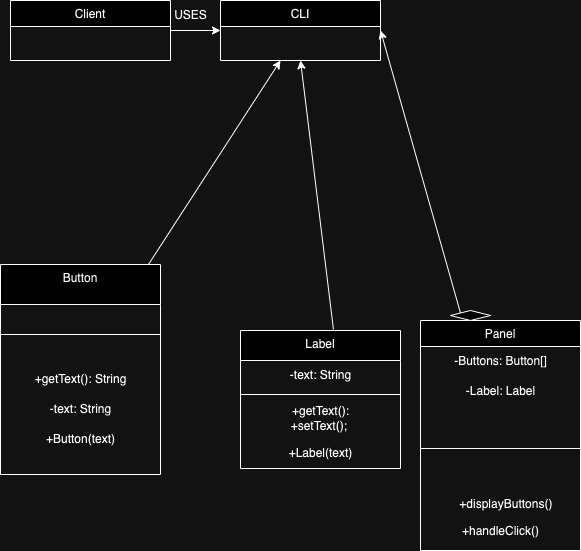 Client
USES
CLI
Button
+getText(): String
-text: String
+Button(text)
Label
-text: String
+getText():
+setText();
+Label(text)
Panel
-Buttons: Button[]
-Label: Label
+displayButtons()
+handleClick()